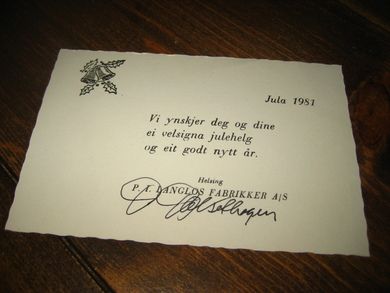 Jula 1981
Vi ynskjer deg og dine
ei velsigna julehelg
og eit godt nytt år.
Helsing
P. I. LANGLOS FABRIKKER A|S